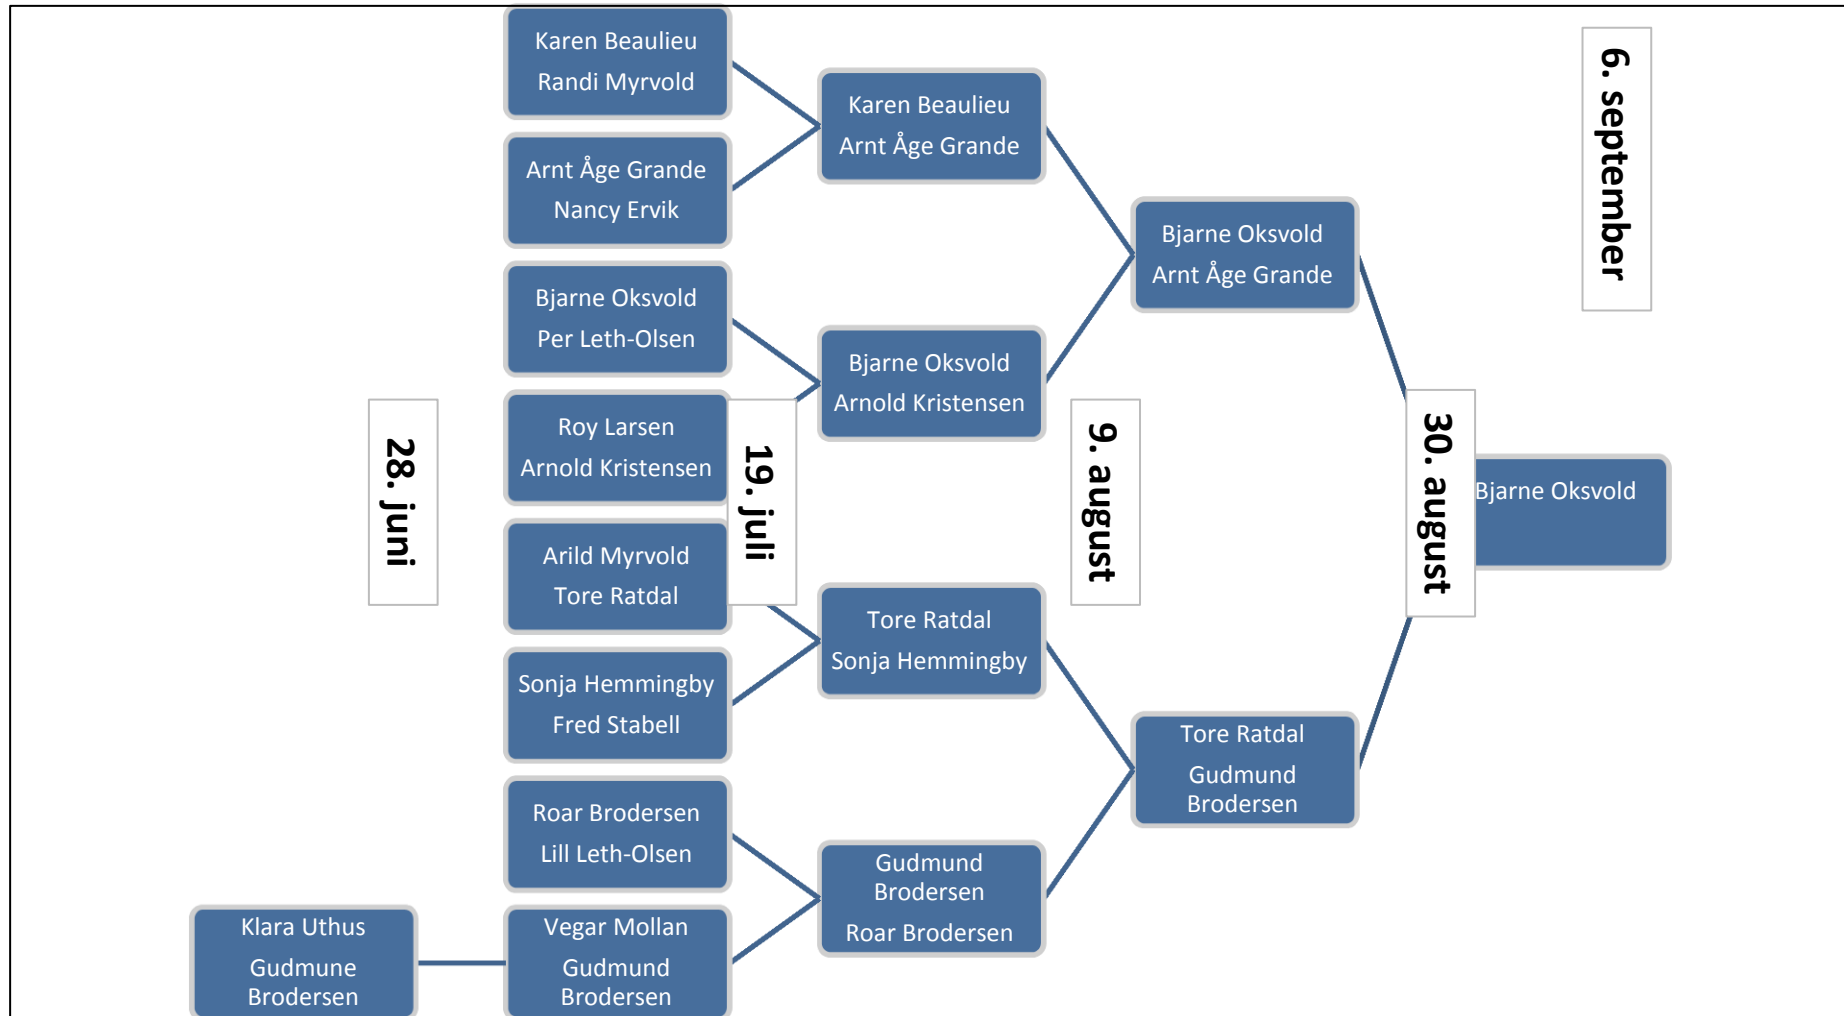 Karen Beaulieu
Randi Myrvold
Arnt Åge Grande
Nancy Ervik
Bjarne Oksvold
Per Leth-Olsen
Roy Larsen
Arnold Kristensen
Arild Myrvold
Tore Ratdal
Sonja Hemmingby
Fred Stabell
Roar Brodersen
Lill Leth-Olsen
Vegar Mollan
Gudmund
Brodersen
Klara Uthus
Gudmune
Brodersen
Karen Beaulieu
Arnt Åge Grande
Bjarne Oksvold
Arnold Kristensen
Tore Ratdal
Sonja Hemmingby
Gudmund
Brodersen
Roar Brodersen
Bjarne Oksvold
Arnt Åge Grande
Tore Ratdal
Gudmund
Brodersen
Bjarne Oksvold
28. juni
19. juli
9. august
30. august
6. september